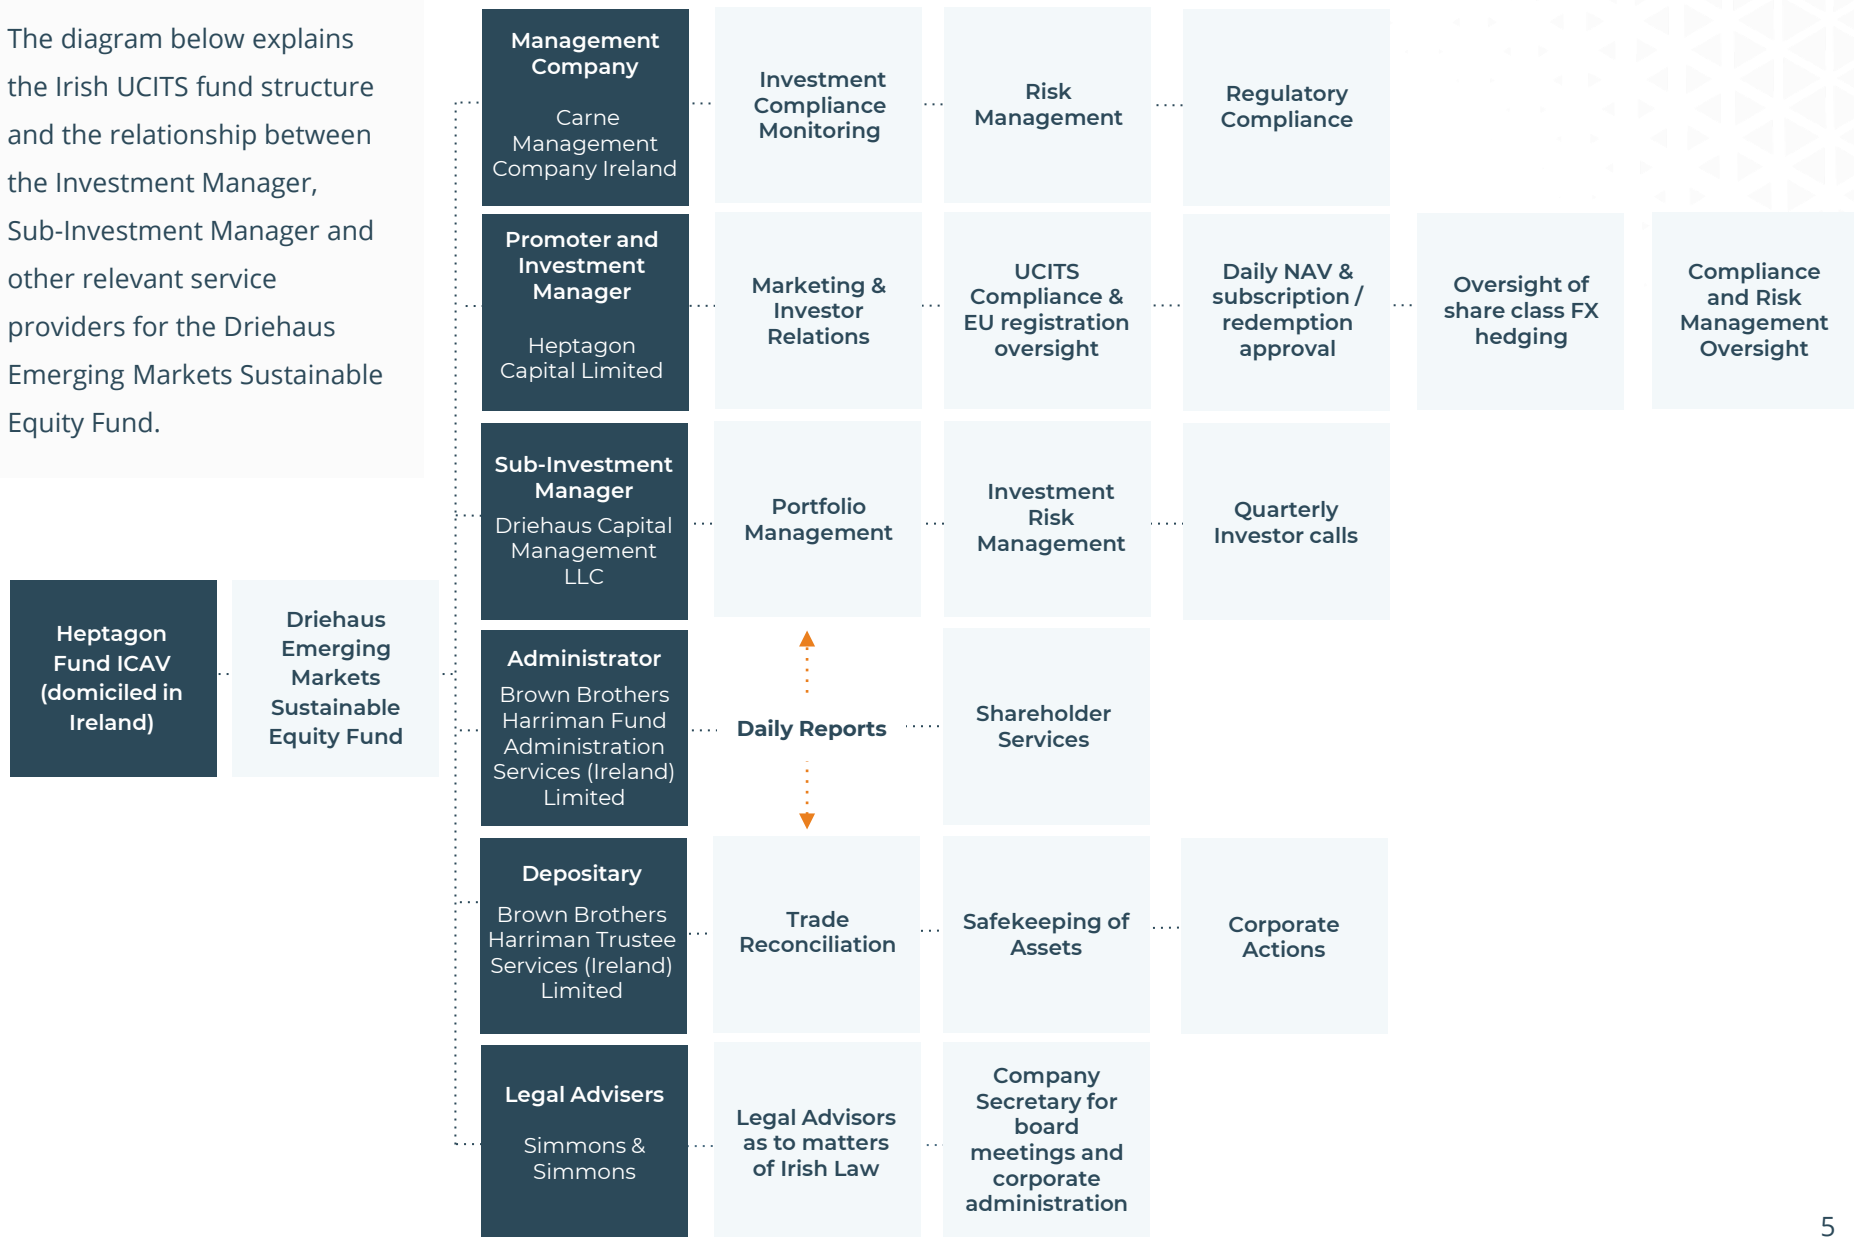 The diagram below explains
the Irish UCITS fund structure
and the relationship between
the Investment Manager,
Sub-Investment Manager and
other relevant service
providers for the Driehaus
Emerging Markets Sustainable
Equity Fund.
Heptagon
Fund ICAV
(domiciled in
Ireland)
Driehaus
Emerging
Markets
Sustainable
Equity Fund
Management
Company
Carne
Management
Company Ireland
Investment
Compliance
Monitoring
Risk
Management
Regulatory
Compliance
Promoter and
Investment
Manager
Heptagon
Capital Limited
Marketing &
Investor
Relations
UCITS
Compliance &
EU registration
oversight
Daily NAV &
subscription /
redemption
approval
Oversight of
share class FX
hedging
Compliance
and Risk
Management
Oversight
Sub-Investment
Manager
Driehaus Capital
Management
LLC
Portfolio
Management
Investment
Risk
Management
Quarterly
Investor calls
Administrator
Brown Brothers
Harriman Fund
Administration
Services (Ireland)
Limited
Daily Reports
Shareholder
Services
Depositary
Brown Brothers
Harriman Trustee
Services (Ireland)
Limited
Trade
Reconciliation
Safekeeping of
Assets
Corporate
Actions
Legal Advisers
Simmons &
Simmons
Legal Advisors
as to matters
of Irish Law
Company
Secretary for
board
meetings and
corporate
administration
5